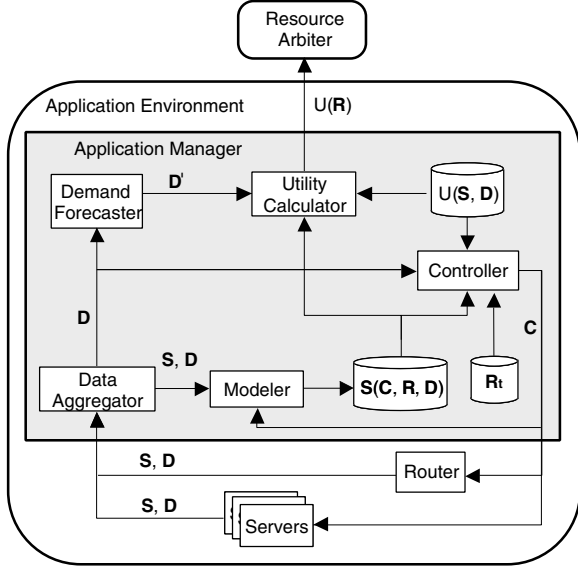 Resource
Arbiter
Application Environment
U(R)
Application Manager
Demand
Forecaster
D'
Utility
Calculator
U(S, D)
Controller
D
C
S, D
Data
Aggregator
Modeler
S(C, R, D)
Rt
S, D
Router
S, D
Servers